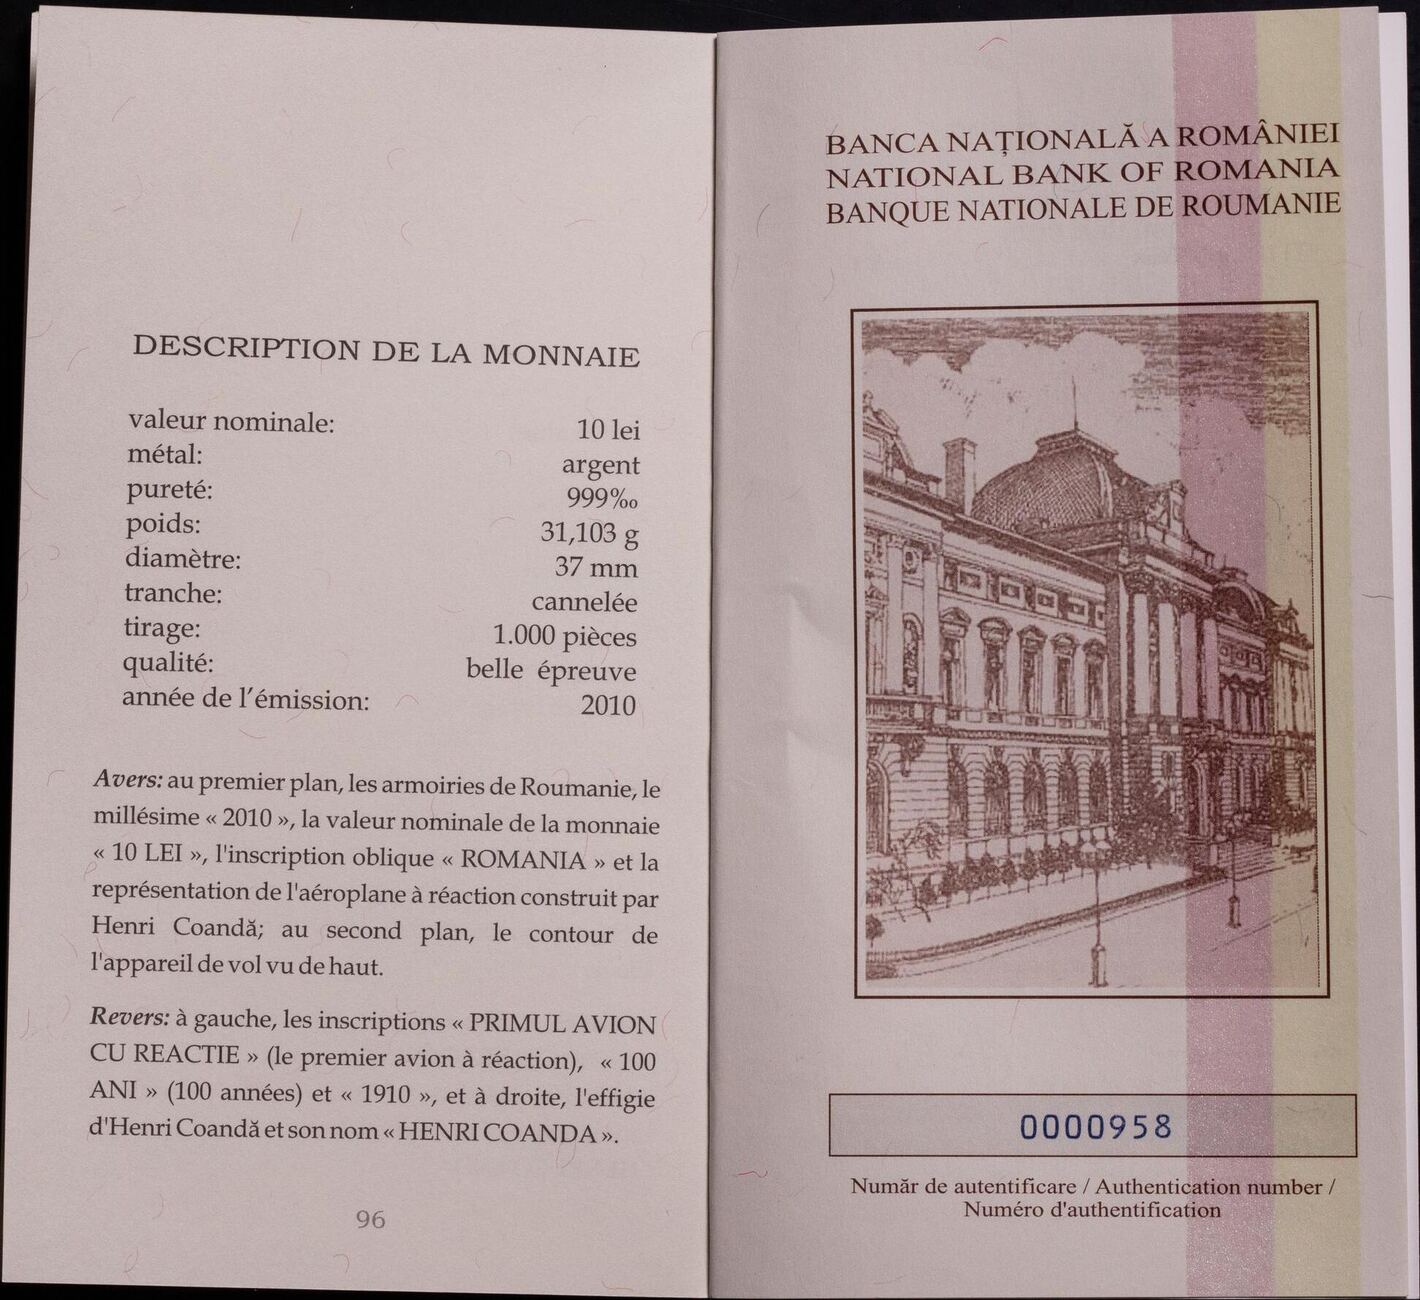 DESCRIPTION DE LA MONNAIE
valeur nominale: 10 lei
métal: argent
pureté: 999‰
poids: 31,103 g
diamètre: 37 mm
tranche: cannelée
tirage: 1.000 pièces
qualité: belle épreuve
année de l'émission: 2010
Avers: au premier plan, les armoiries de Roumanie, le
millésime « 2010 », la valeur nominale de la monnaie
« 10 LEI », l'inscription oblique « ROMANIA » et la
représentation de l'aéroplane à réaction construit par
Henri Coandă; au second plan, le contour de
l'appareil de vol vu de haut.
Revers: à gauche, les inscriptions « PRIMUL AVION
CU REACTIE » (le premier avion à réaction), « 100
ANI » (100 années) et « 1910 », et à droite, l'effigie
d'Henri Coandă et son nom « HENRI COANDA ».
96
BANCA NAȚIONALĂ A ROMÂNIEI
NATIONAL BANK OF ROMANIA
BANQUE NATIONALE DE ROUMANIE
0000958
Număr de autentificare / Authentication number /
Numéro d'authentification